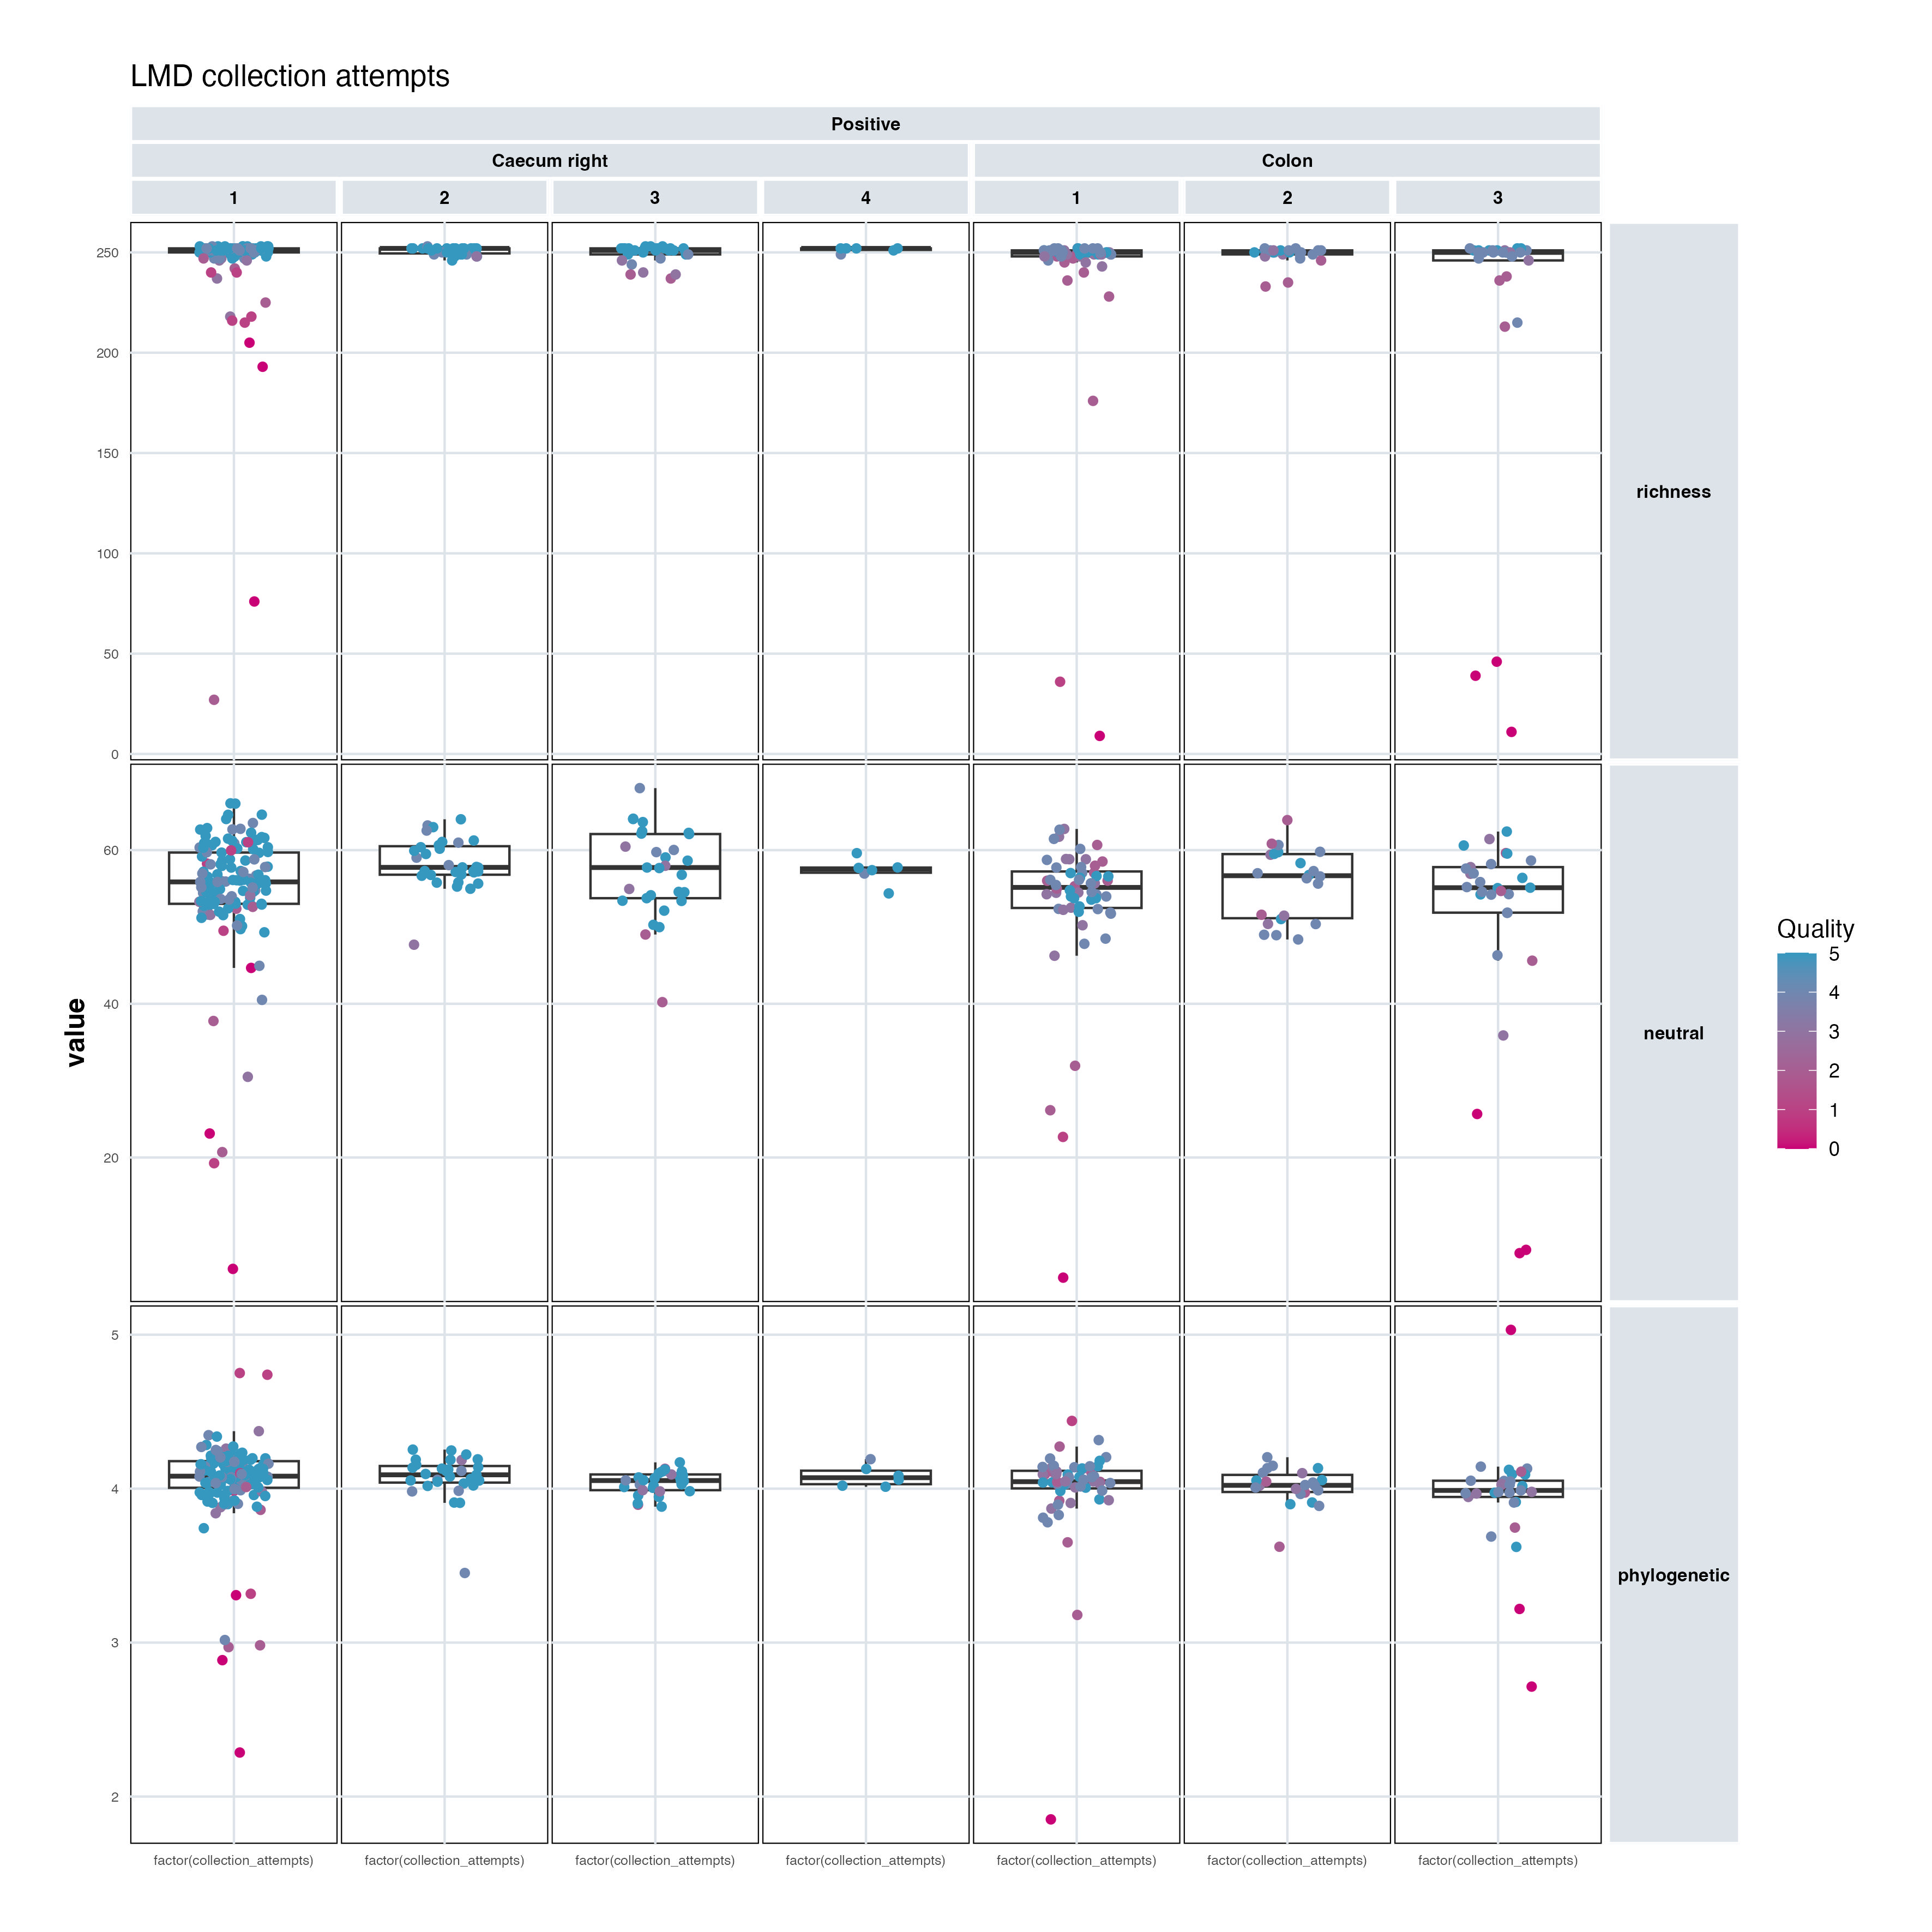 LMD collection attempts
Positive
Caecum right
Colon
1
2
3
4
1
2
3
250
200
150
100
50
0
richness
60
40
20
neutral
5
4
3
2
phylogenetic
value
factor(collection_attempts)
factor(collection_attempts)
factor(collection_attempts)
factor(collection_attempts)
factor(collection_attempts)
factor(collection_attempts)
factor(collection_attempts)
Quality
5
4
3
2
1
0